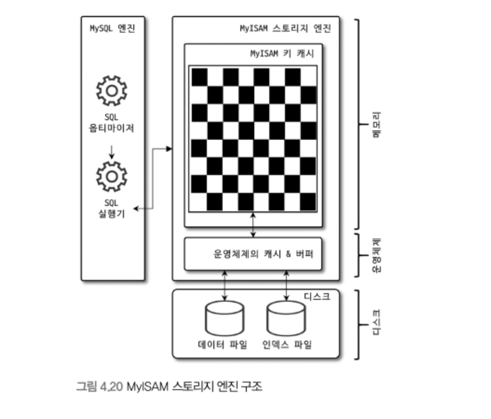 MySQL 엔진
SQL
옵티마이저
SQL
실행기
MyISAM 스토리지 엔진
MyISAM 키 캐시
운영체제의 캐시 & 버퍼
디스크
데이터 파일
인덱스 파일
메모리
운영체제
디스크
그림 4.20 MyISAM 스토리지 엔진 구조